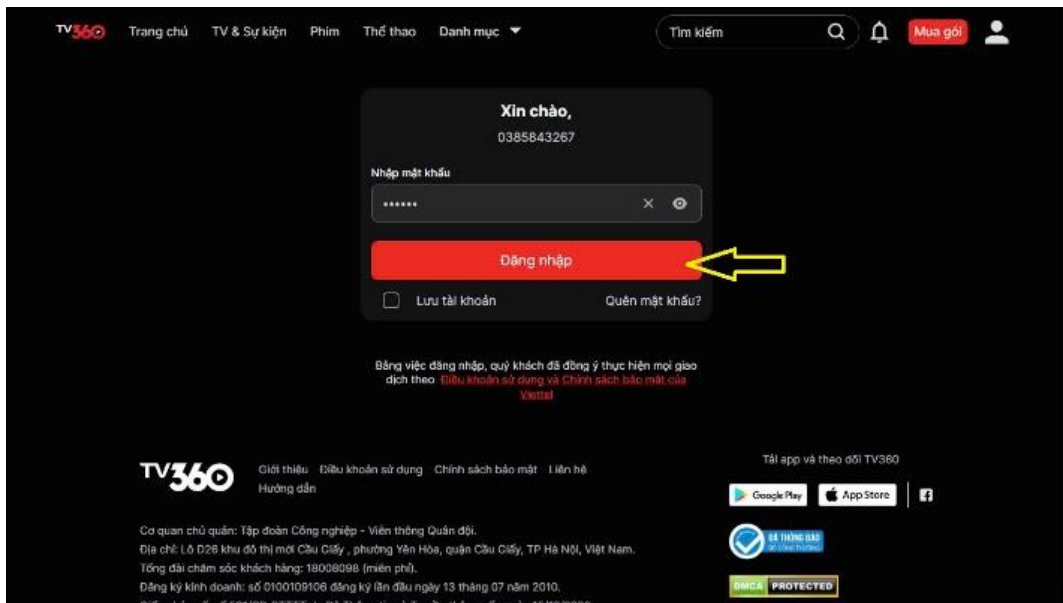 TV360 Trang chủ TV & Sự kiện Phim Thể thao Danh mục Tìm kiếm Mua gói
Xin chào,
0385843267
Nhập mật khẩu
••••••
Đăng nhập
Lưu tài khoản Quên mật khẩu?
Bằng việc đăng nhập, quý khách đã đồng ý thực hiện mọi giao
dịch theo Điều khoản sử dụng và Chính sách bảo mật của
Viettel
TV360
Giới thiệu Điều khoản sử dụng Chính sách bảo mật Liên hệ
Hướng dẫn
Tải app và theo dõi TV360
Google Play App Store
Cơ quan chủ quản: Tập đoàn Công nghiệp - Viễn thông Quân đội.
Địa chỉ: Lô D26 khu đô thị mới Cầu Giấy , phường Yên Hòa, quận Cầu Giấy, TP Hà Nội, Việt Nam.
Tổng đài chăm sóc khách hàng: 18008098 (miễn phí).
Đăng ký kinh doanh: số 0100109106 đăng ký lần đầu ngày 13 tháng 07 năm 2010.
ĐÃ THÔNG BÁO
BỘ CÔNG THƯƠNG
DMCA PROTECTED